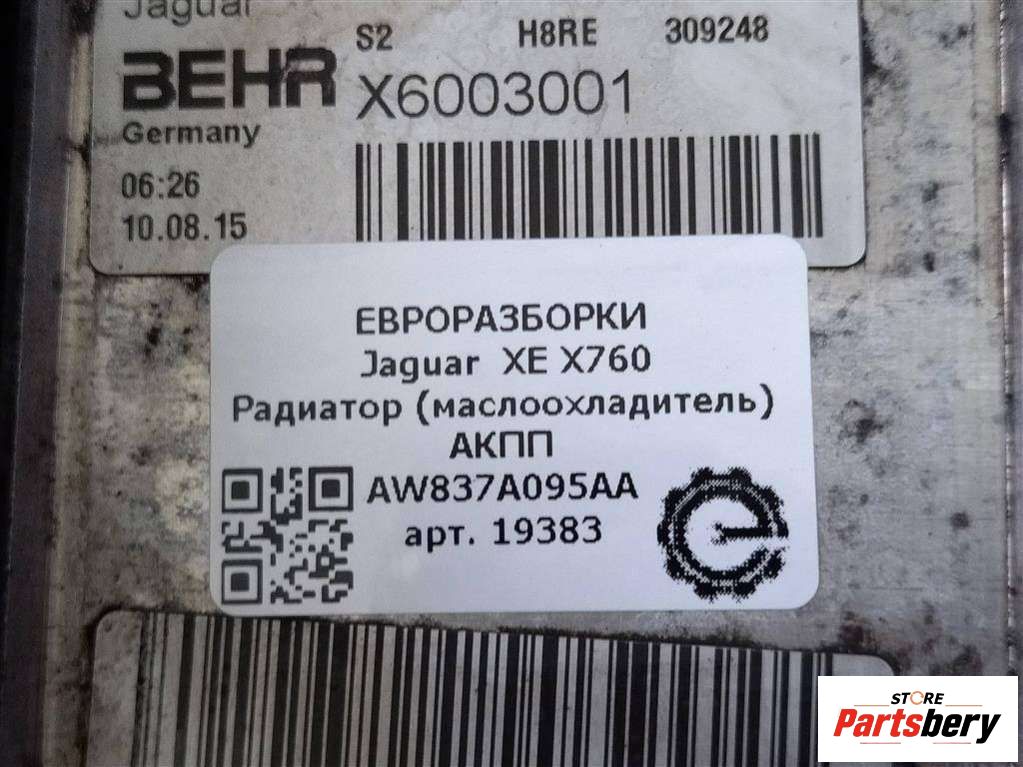 Jaguar
S2 H8RE 309248
BEHR X6003001
Germany
06:26
10.08.15
ЕВРОРАЗБОРКИ
Jaguar XE X760
Радиатор (маслоохладитель)
АКПП
AW837A095AA
арт. 19383
STORE
Partsbery